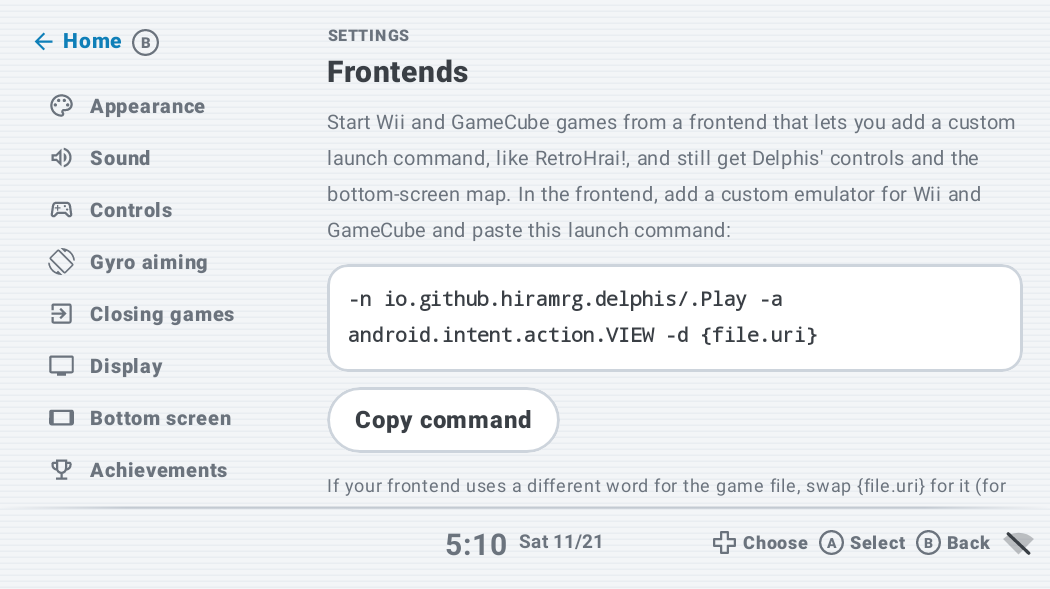 Home B
Appearance
Sound
Controls
Gyro aiming
Closing games
Display
Bottom screen
Achievements
SETTINGS
Frontends
Start Wii and GameCube games from a frontend that lets you add a custom
launch command, like RetroHrai!, and still get Delphis' controls and the
bottom-screen map. In the frontend, add a custom emulator for Wii and
GameCube and paste this launch command:
-n io.github.hiramrg.delphis/.Play -a
android.intent.action.VIEW -d {file.uri}
Copy command
If your frontend uses a different word for the game file, swap {file.uri} for it (for
5:10 Sat 11/21
Choose A Select B Back